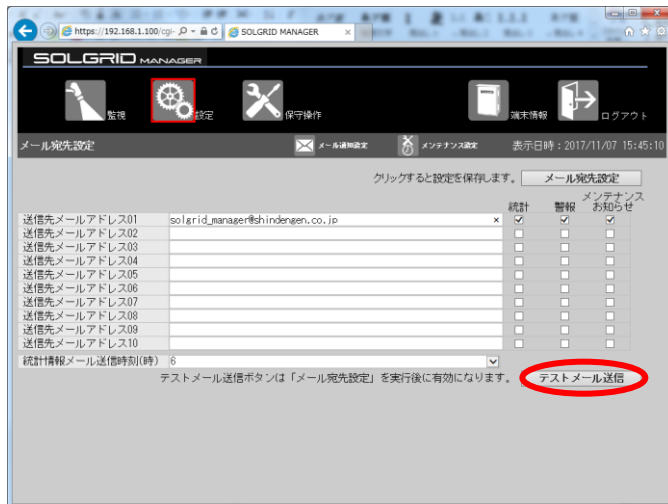 https://192.168.1.100/cgi-
SOLGRID MANAGER
SOLGRID MANAGER
監視
設定
保守操作
端末情報
ログアウト
メール宛先設定
メール通知設定
メンテナンス設定
表示日時：2017/11/07 15:45:10
クリックすると設定を保存します。 メール宛先設定
統計 警報 メンテナンスお知らせ
送信先メールアドレス01 solgrid_manager@shindengen.co.jp
送信先メールアドレス02
送信先メールアドレス03
送信先メールアドレス04
送信先メールアドレス05
送信先メールアドレス06
送信先メールアドレス07
送信先メールアドレス08
送信先メールアドレス09
送信先メールアドレス10
統計情報メール送信時刻(時) 6
テストメール送信ボタンは「メール宛先設定」を実行後に有効になります。 テストメール送信